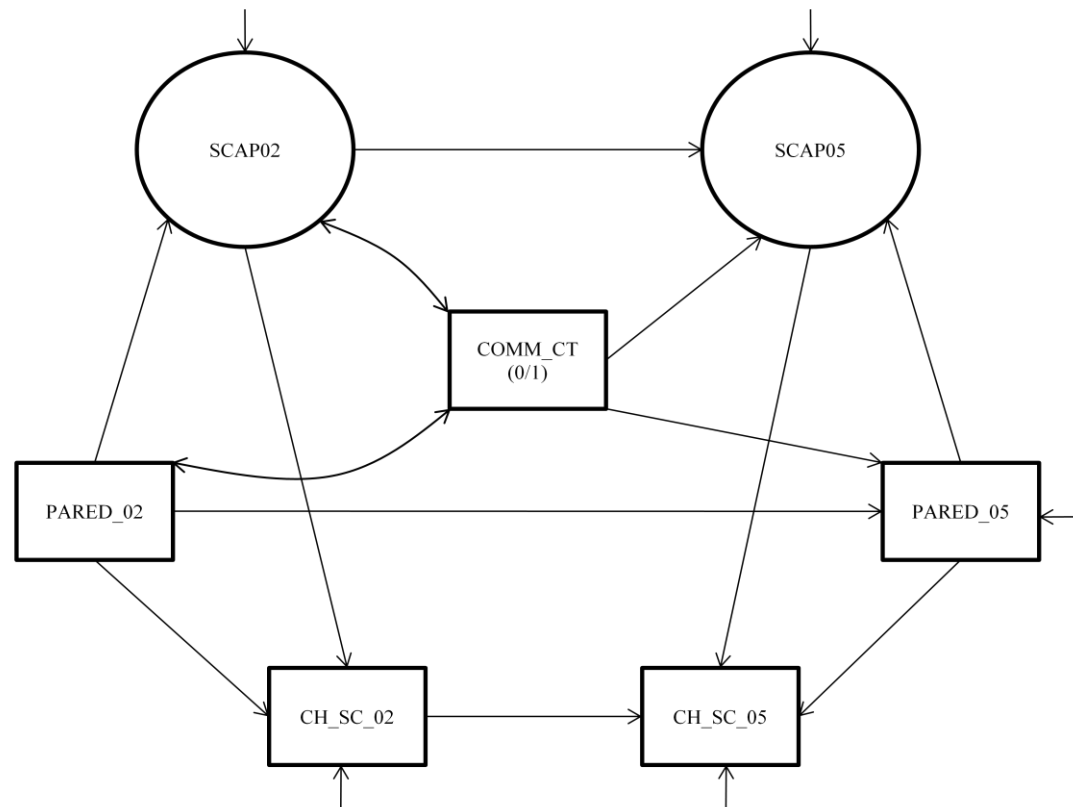 SCAP02
SCAP05
COMM_CT
(0/1)
PARED_02
PARED_05
CH_SC_02
CH_SC_05